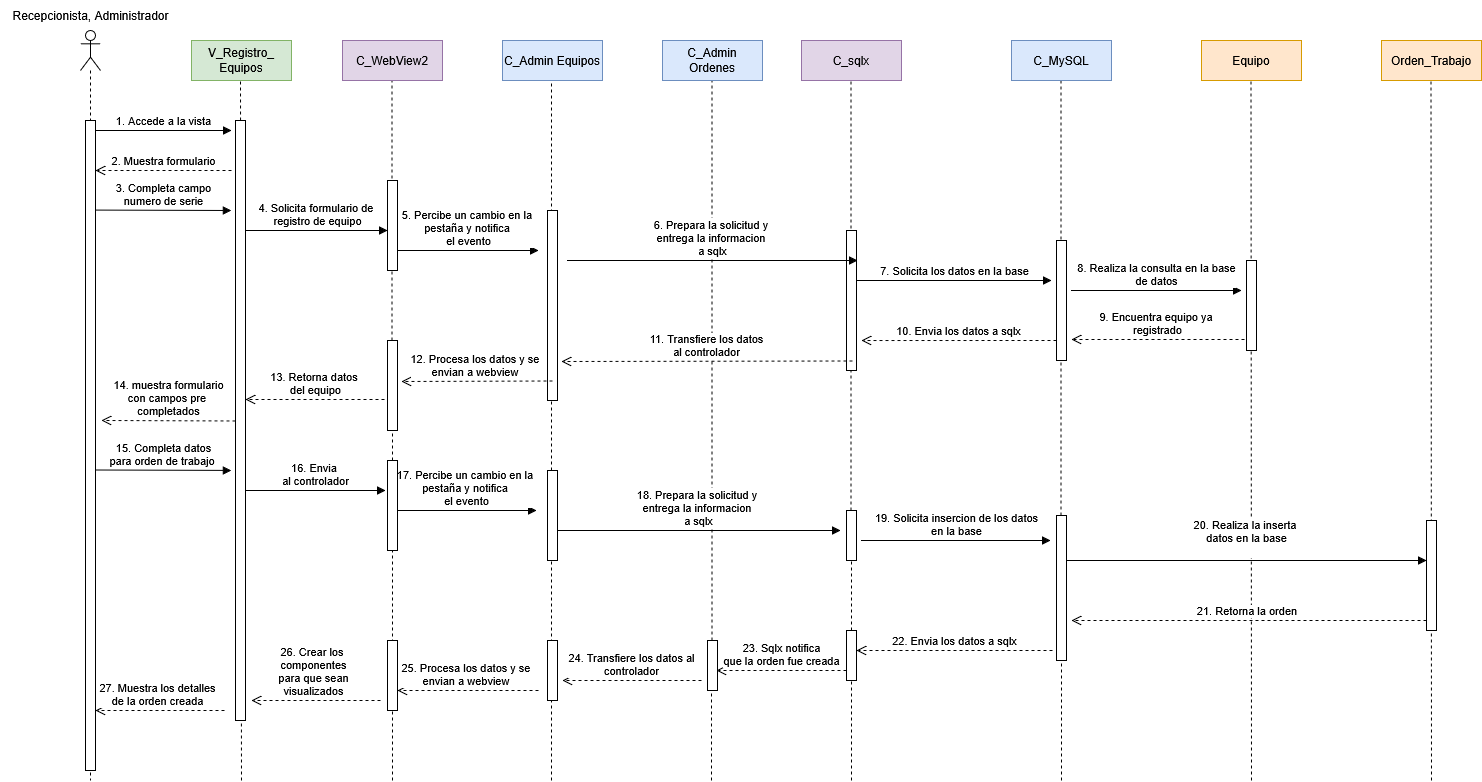 Recepcionista, Administrador
V_Registro_
Equipos
C_WebView2
C_Admin Equipos
C_Admin
Ordenes
C_sqlx
C_MySQL
Equipo
Orden_Trabajo
1. Accede a la vista
2. Muestra formulario
3. Completa campo
numero de serie
4. Solicita formulario de
registro de equipo
5. Percibe un cambio en la
pestaña y notifica
el evento
6. Prepara la solicitud y
entrega la informacion
a sqlx
7. Solicita los datos en la base
8. Realiza la consulta en la base
de datos
9. Encuentra equipo ya
registrado
10. Envia los datos a sqlx
11. Transfiere los datos
al controlador
12. Procesa los datos y se
envian a webview
13. Retorna datos
del equipo
14. muestra formulario
con campos pre
completados
15. Completa datos
para orden de trabajo
16. Envia
al controlador
17. Percibe un cambio en la
pestaña y notifica
el evento
18. Prepara la solicitud y
entrega la informacion
a sqlx
19. Solicita insercion de los datos
en la base
20. Realiza la inserta
datos en la base
21. Retorna la orden
22. Envia los datos a sqlx
23. Sqlx notifica
que la orden fue creada
24. Transfiere los datos al
controlador
25. Procesa los datos y se
envian a webview
26. Crear los
componentes
para que sean
visualizados
27. Muestra los detalles
de la orden creada